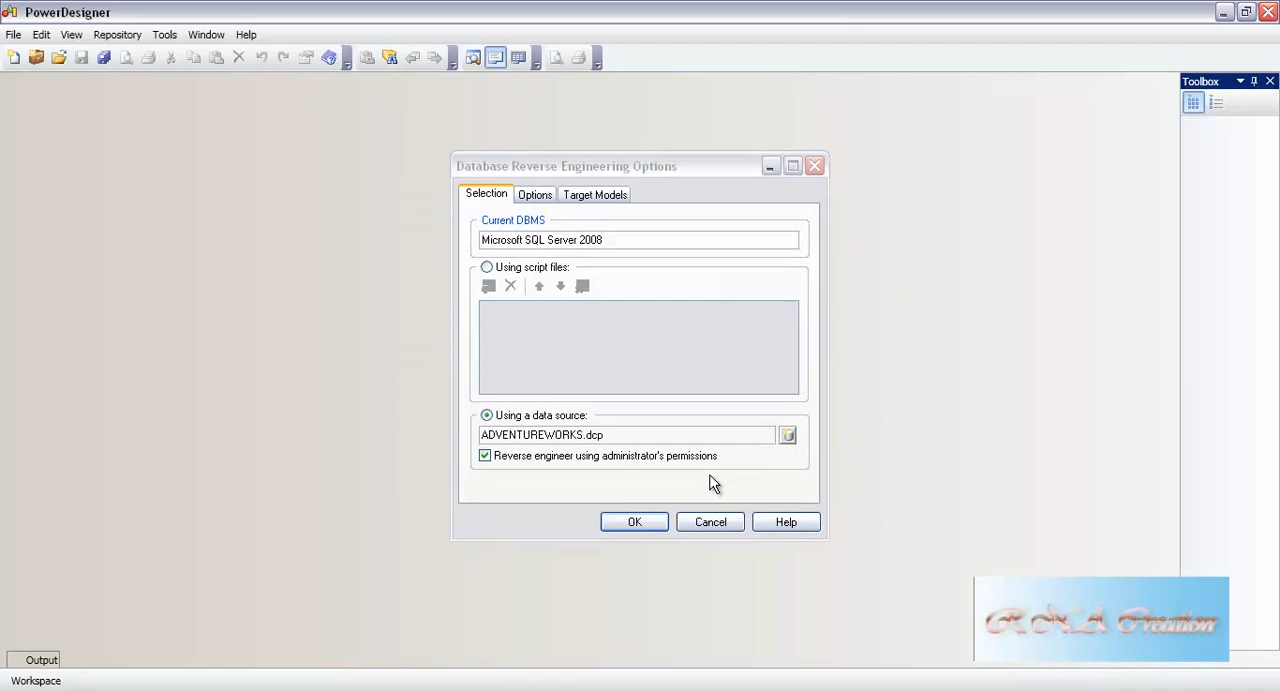 PowerDesigner
File Edit View Repository Tools Window Help
Toolbox
Database Reverse Engineering Options
Selection Options Target Models
Current DBMS
Microsoft SQL Server 2008
Using script files:
Using a data source:
ADVENTUREWORKS.dcp
Reverse engineer using administrator's permissions
OK Cancel Help
Creation
Output
Workspace